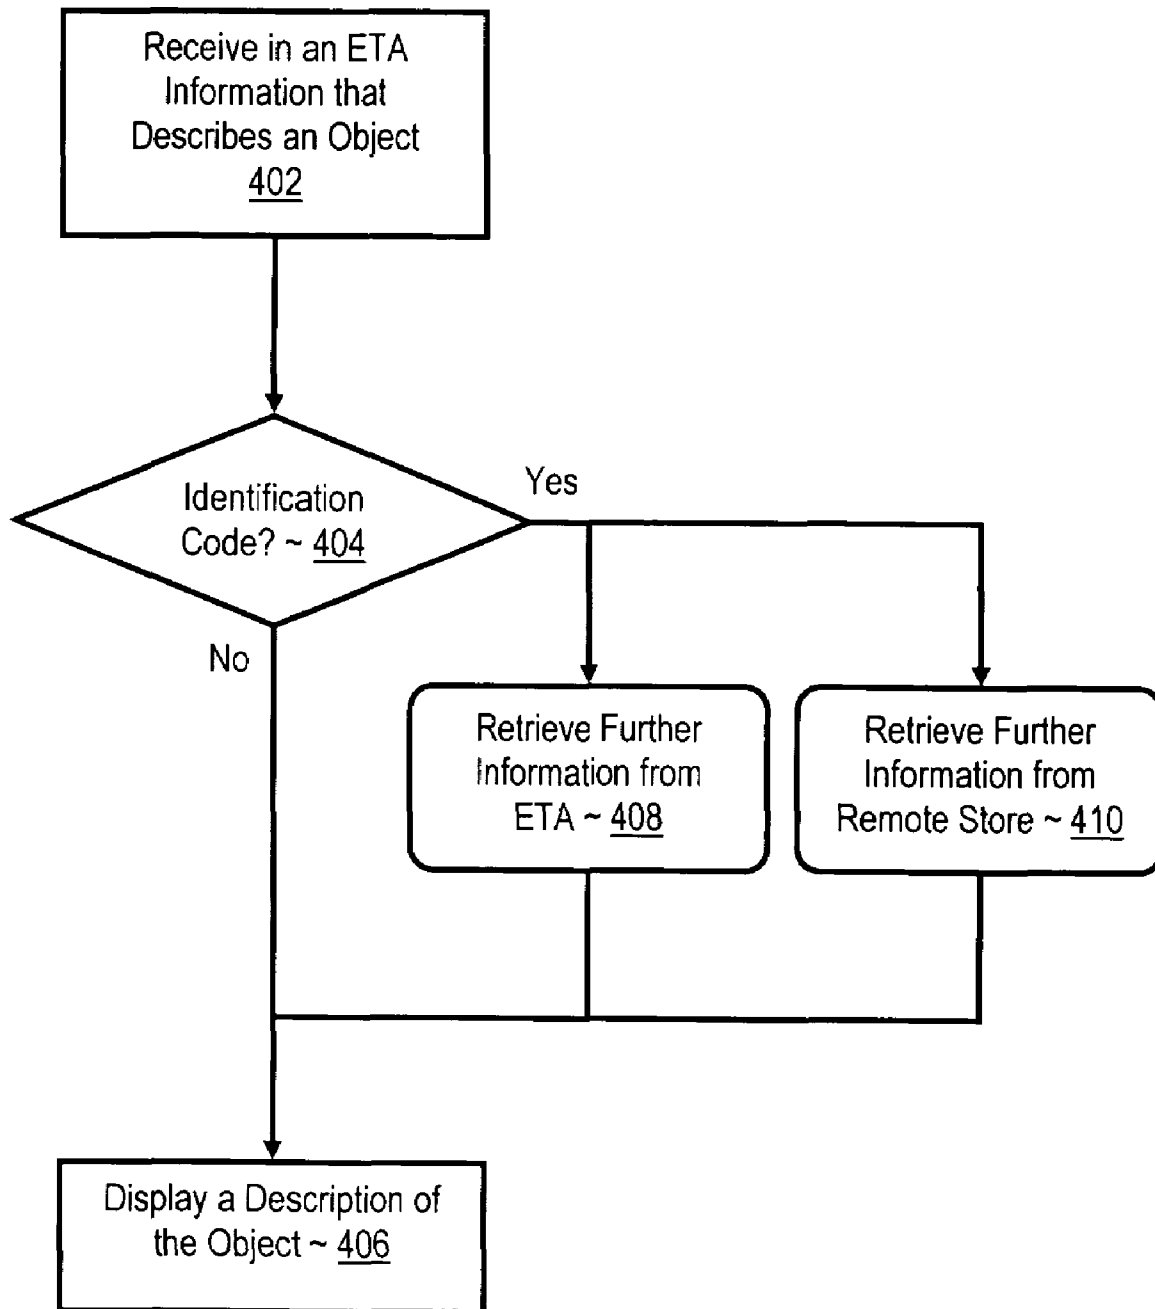 Receive in an ETA
Information that
Describes an Object
402
Identification
Code? ~ 404
Yes
No
Retrieve Further
Information from
ETA ~ 408
Retrieve Further
Information from
Remote Store ~ 410
Display a Description of
the Object ~ 406